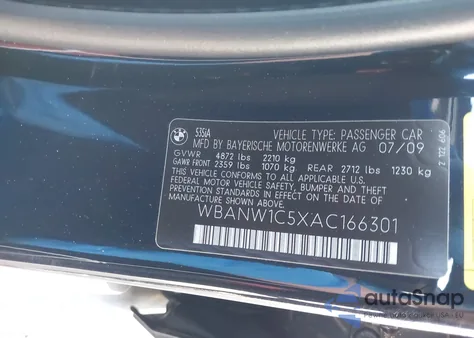 535iA
VEHICLE TYPE: PASSENGER CAR
MFD BY BAYERISCHE MOTORENWERKE AG 07/09
GVWR 4872 lbs 2210 kg
GAWR FRONT 2359 lbs 1070 kg REAR 2712 lbs 1230 kg
THIS VEHICLE CONFORMS TO ALL APPLICABLE
U.S. FEDERAL SAFETY, BUMPER AND THEFT
PREVENTION STANDARDS IN EFFECT ON THE DATE
OF MANUFACTURE SHOWN ABOVE.
WBANW1C5XAC166301
autoSnap